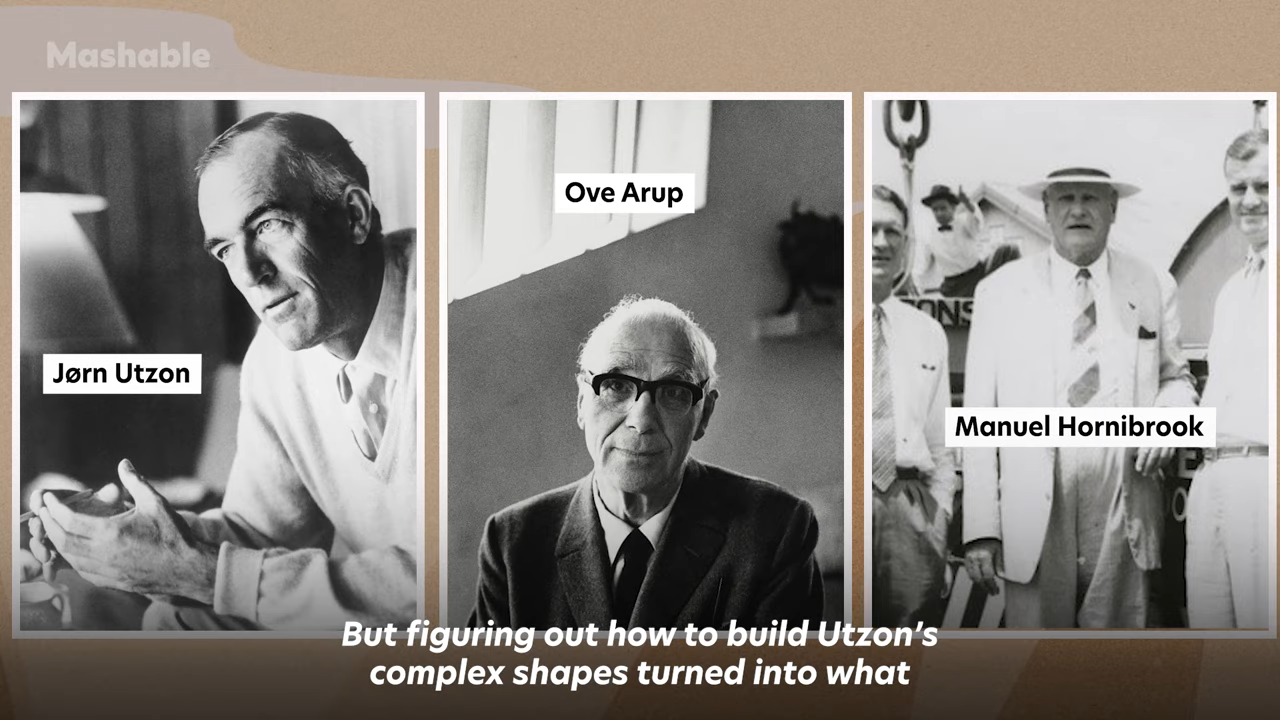 Mashable
Ove Arup
Jørn Utzon
Manuel Hornibrook
But figuring out how to build Utzon's
complex shapes turned into what